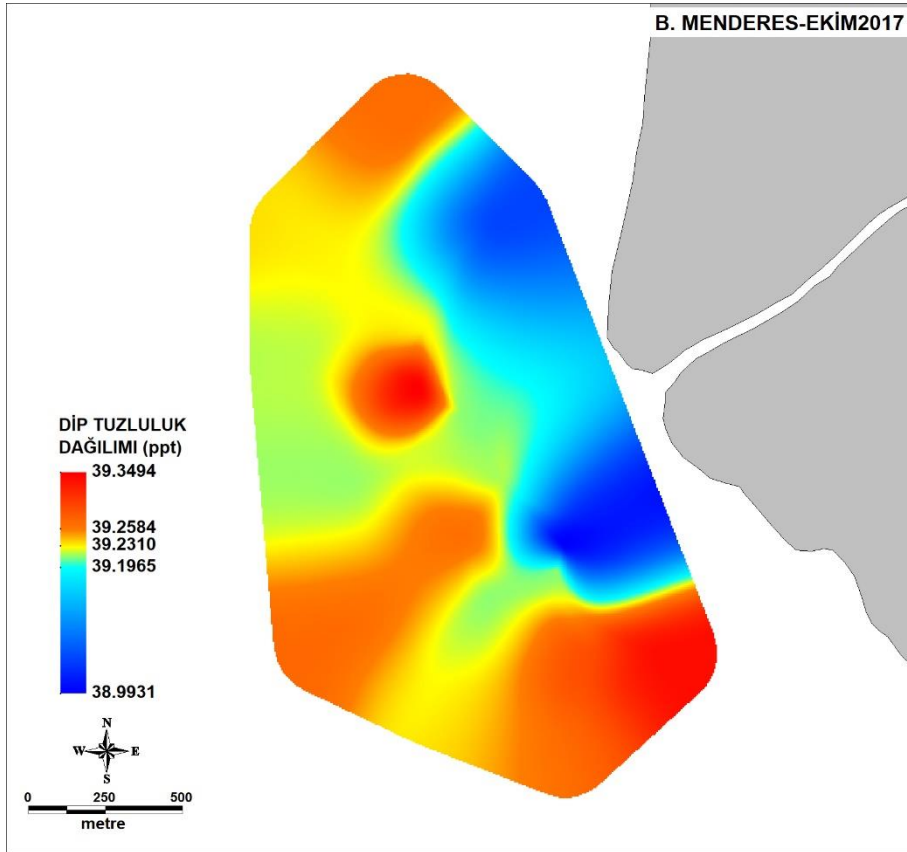 B. MENDERES-EKİM2017
DİP TUZLULUK
DAĞILIMI (ppt)
39.3494
39.2584
39.2310
39.1965
38.9931
N
W E
S
0 250 500
metre